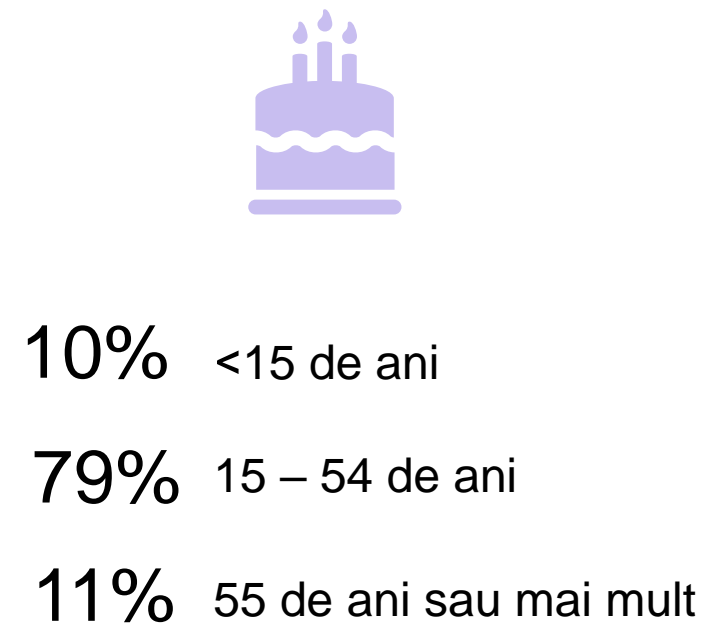 10% <15 de ani
79% 15 – 54 de ani
11% 55 de ani sau mai mult